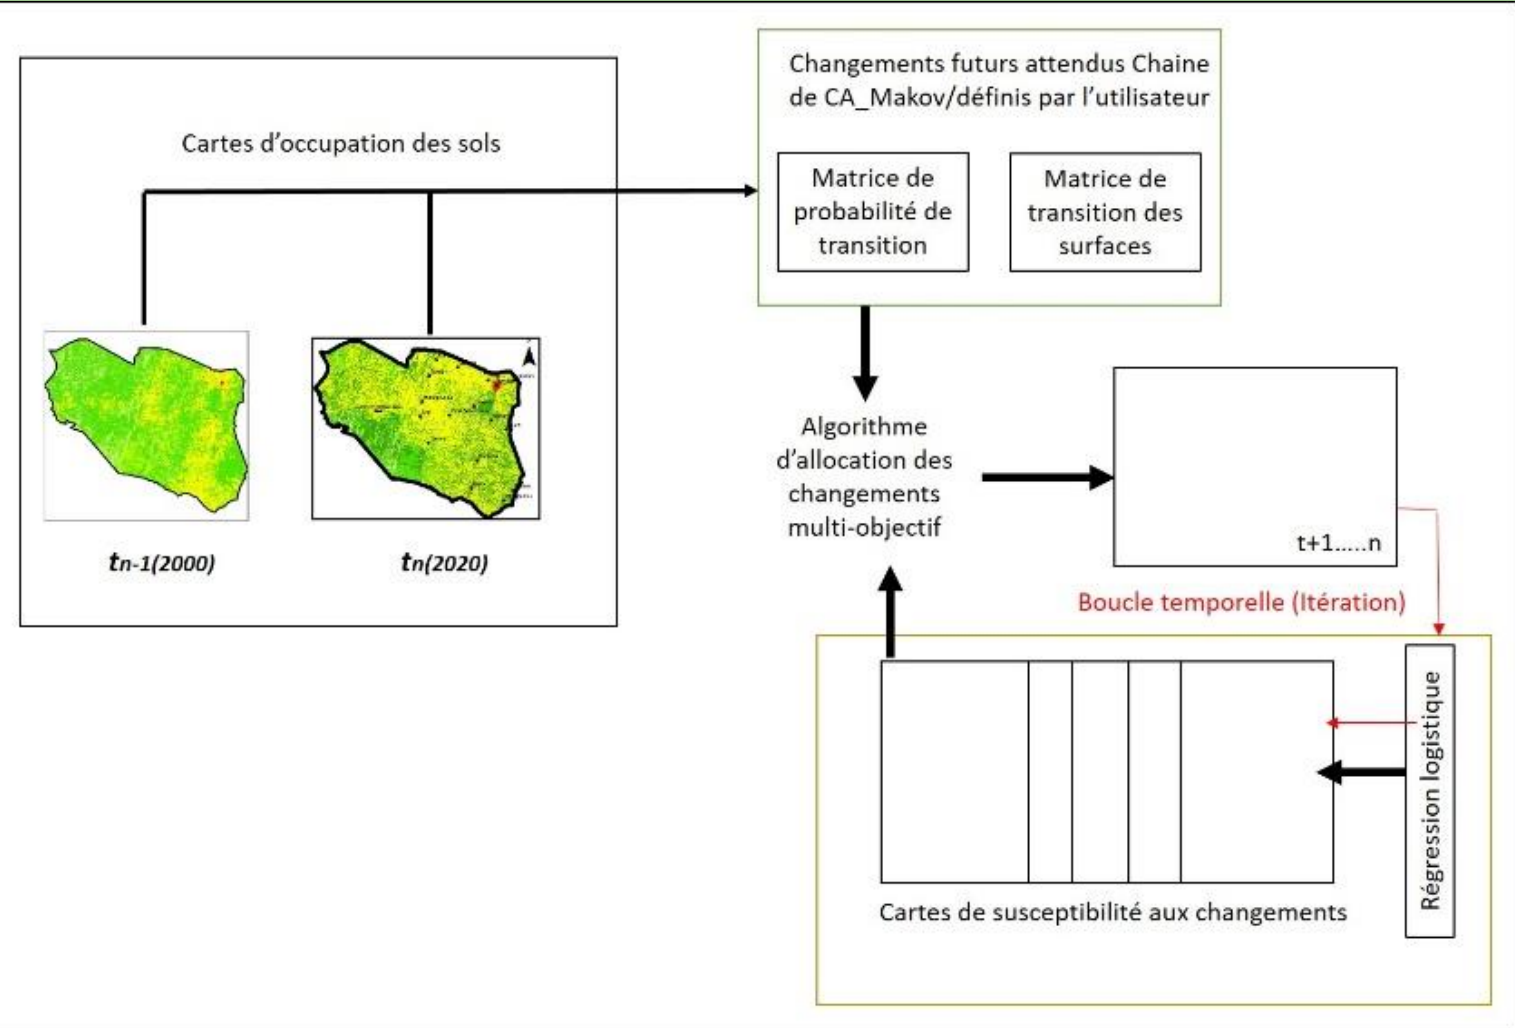 Cartes d'occupation des sols
tn-1(2000)
tn(2020)
Changements futurs attendus Chaine
de CA_Makov/définis par l'utilisateur
Matrice de
probabilité de
transition
Matrice de
transition des
surfaces
Algorithme
d'allocation des
changements
multi-objectif
t+1.....n
Boucle temporelle (Itération)
Régression logistique
Cartes de susceptibilité aux changements